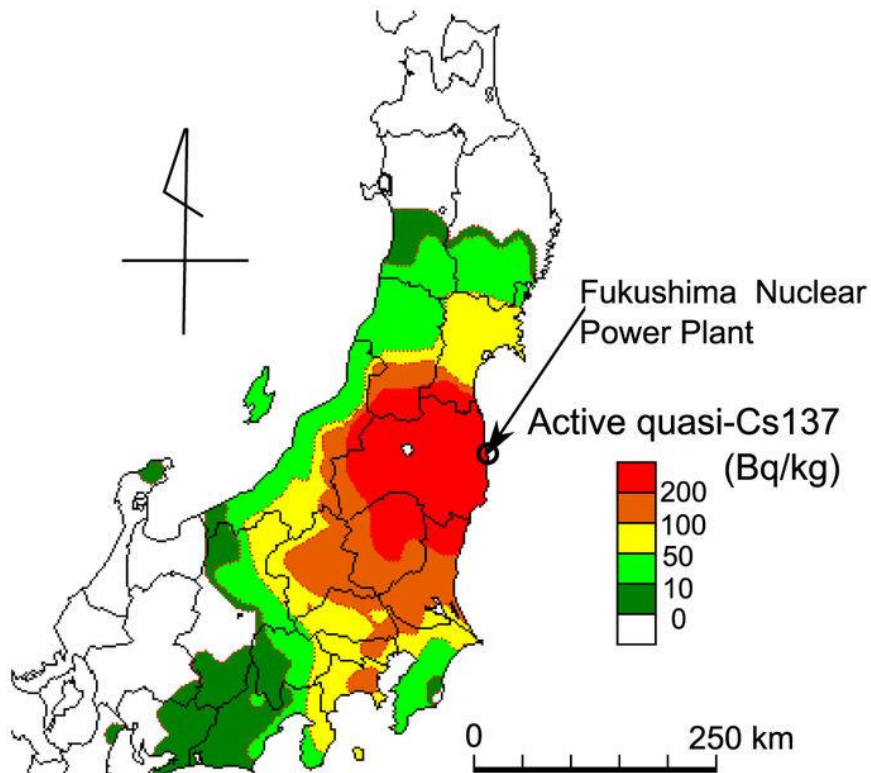 Fukushima Nuclear
Power Plant
Active quasi-Cs137
(Bq/kg)
200
100
50
10
0
0 250 km